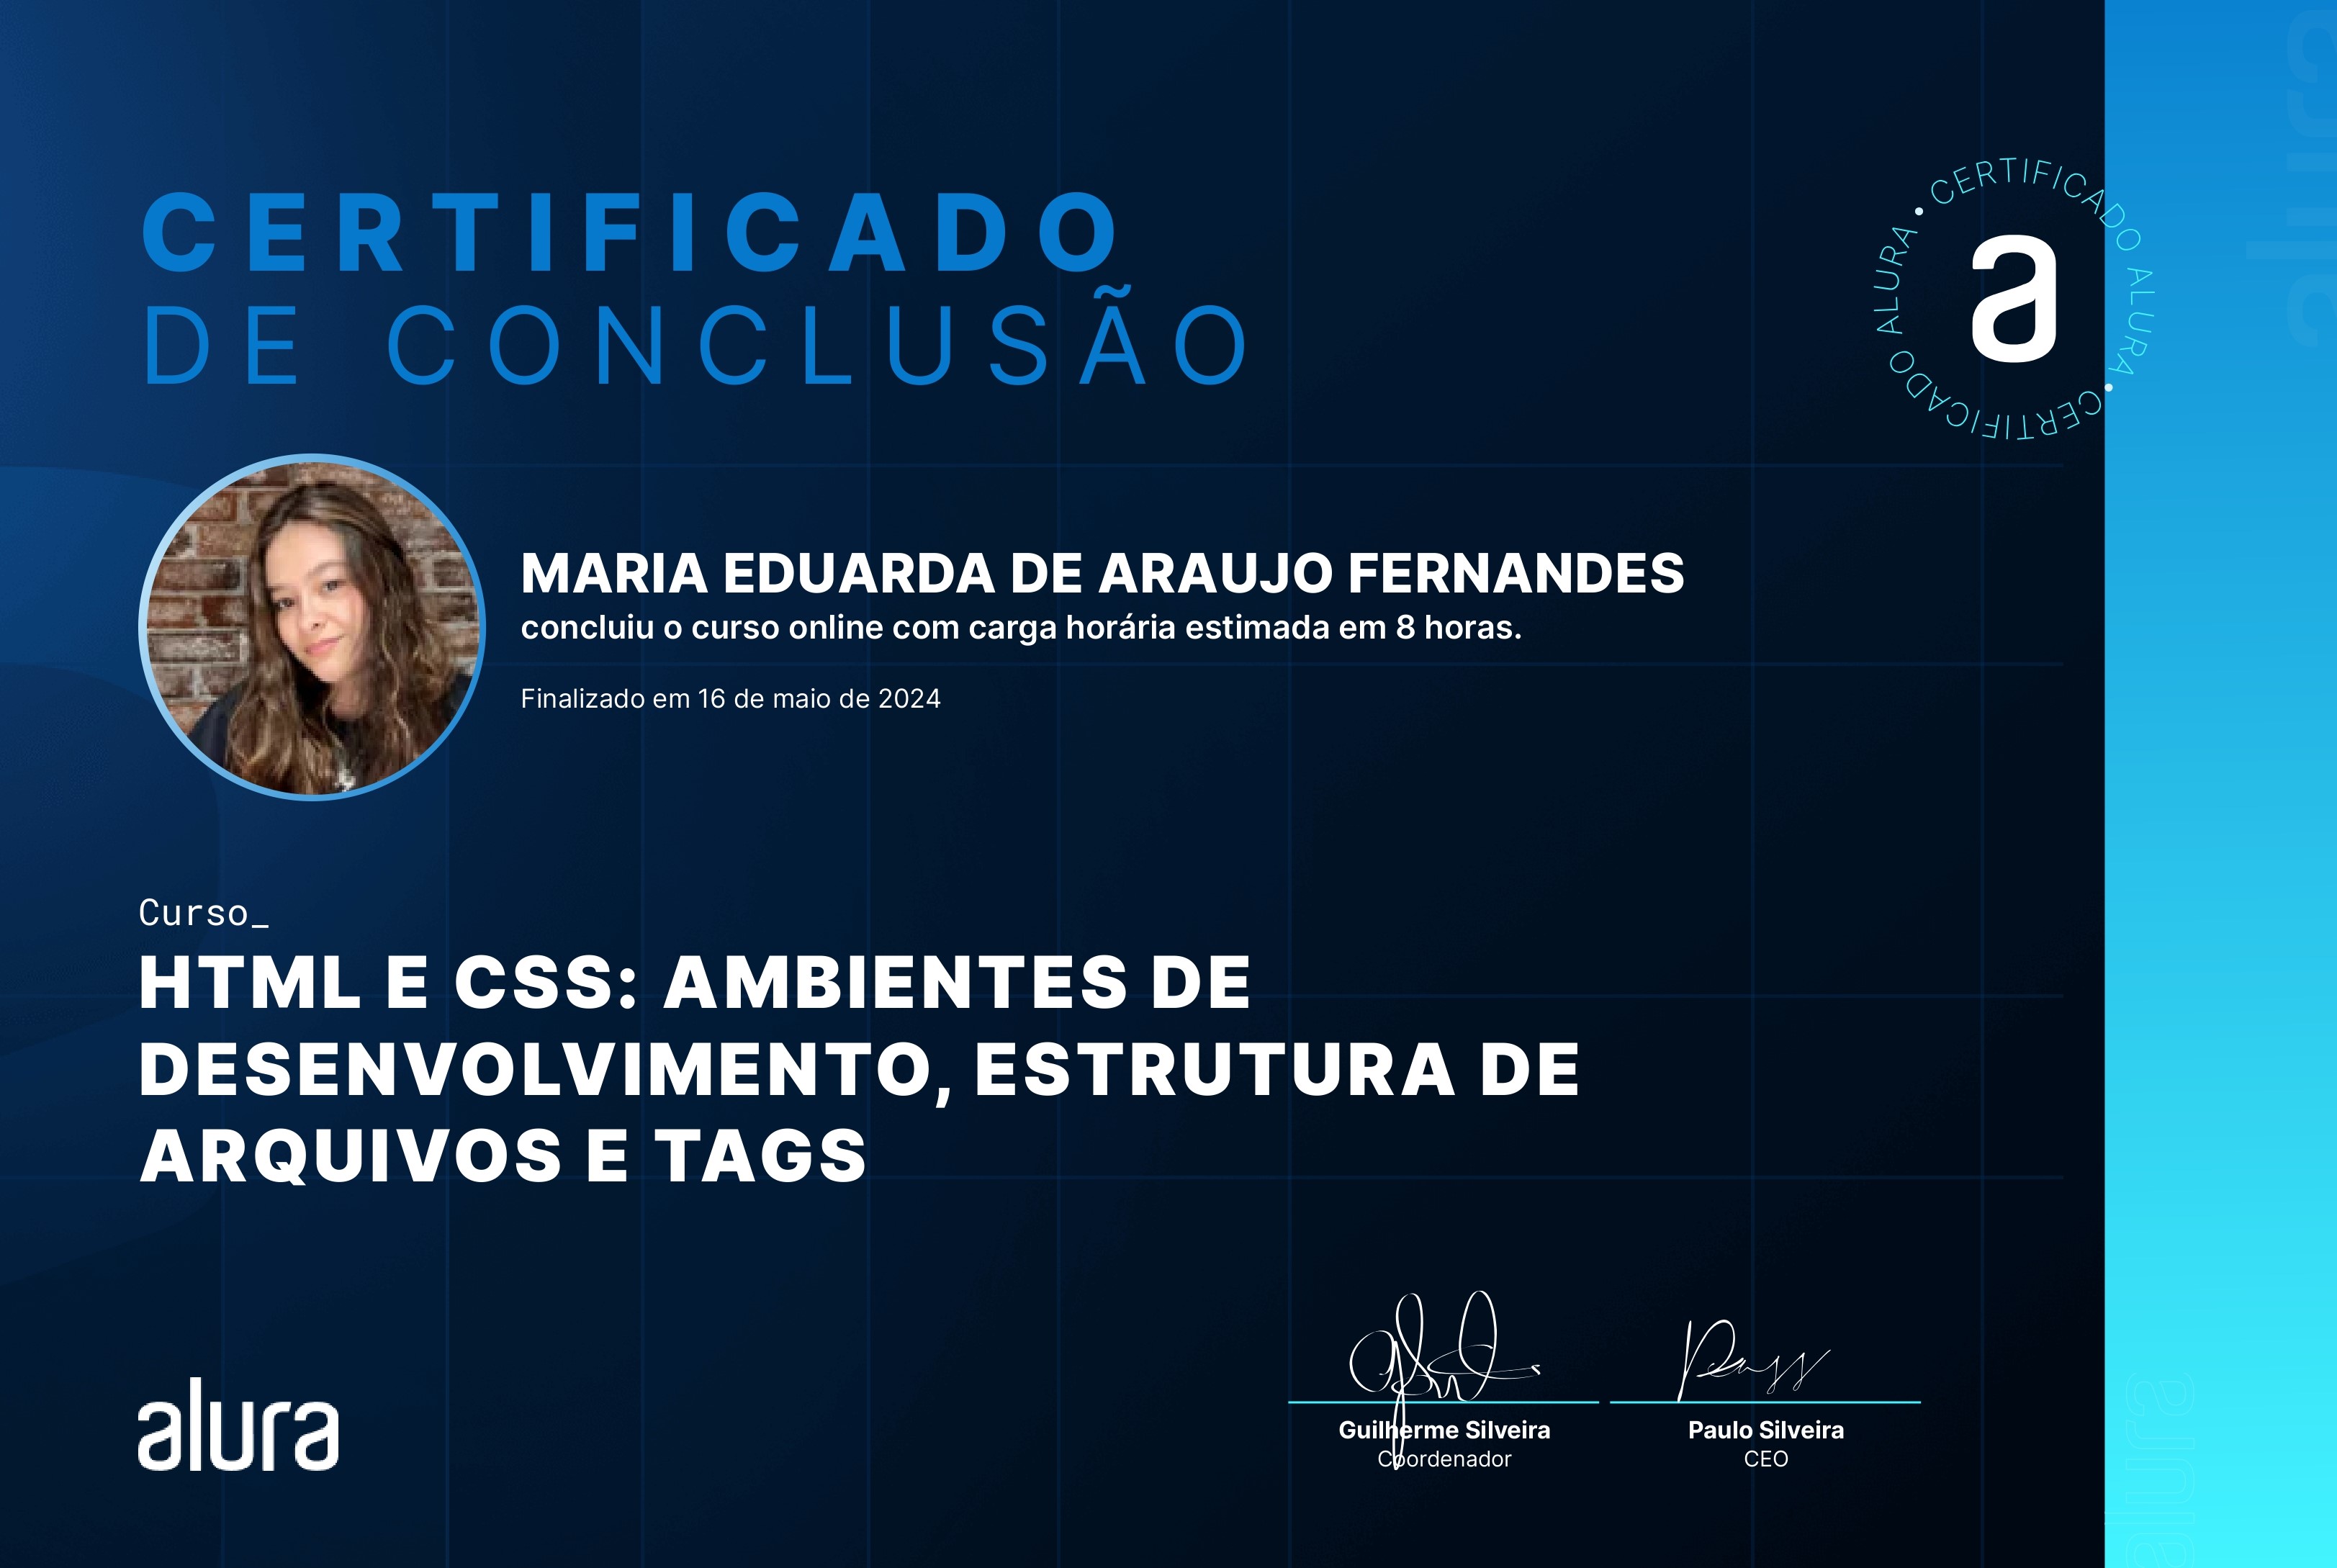 CERTIFICADO
DE CONCLUSÃO
CERTIFICADO ALURA • CERTIFICADO ALURA •
a
alura
MARIA EDUARDA DE ARAUJO FERNANDES
concluiu o curso online com carga horária estimada em 8 horas.
Finalizado em 16 de maio de 2024
Curso_
HTML E CSS: AMBIENTES DE
DESENVOLVIMENTO, ESTRUTURA DE
ARQUIVOS E TAGS
alura
Guilherme Silveira
Coordenador
Paulo Silveira
CEO
alura